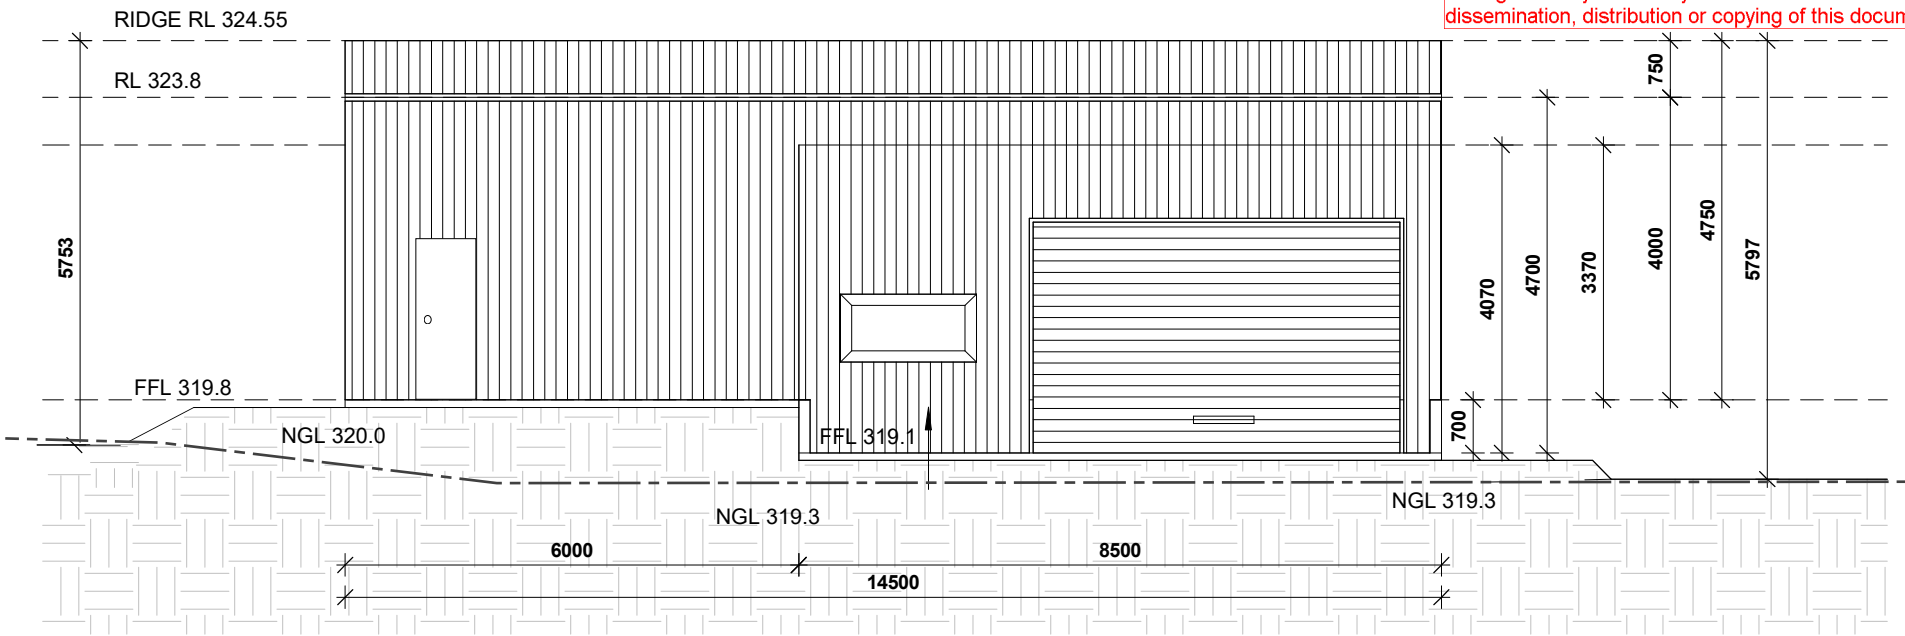 dissemination, distribution or copying of this docum
RIDGE RL 324.55
RL 323.8
750
5753
4070
4700
3370
4000
4750
5797
FFL 319.8
700
NGL 320.0
FFL 319.1
NGL 319.3
NGL 319.3
6000
8500
14500